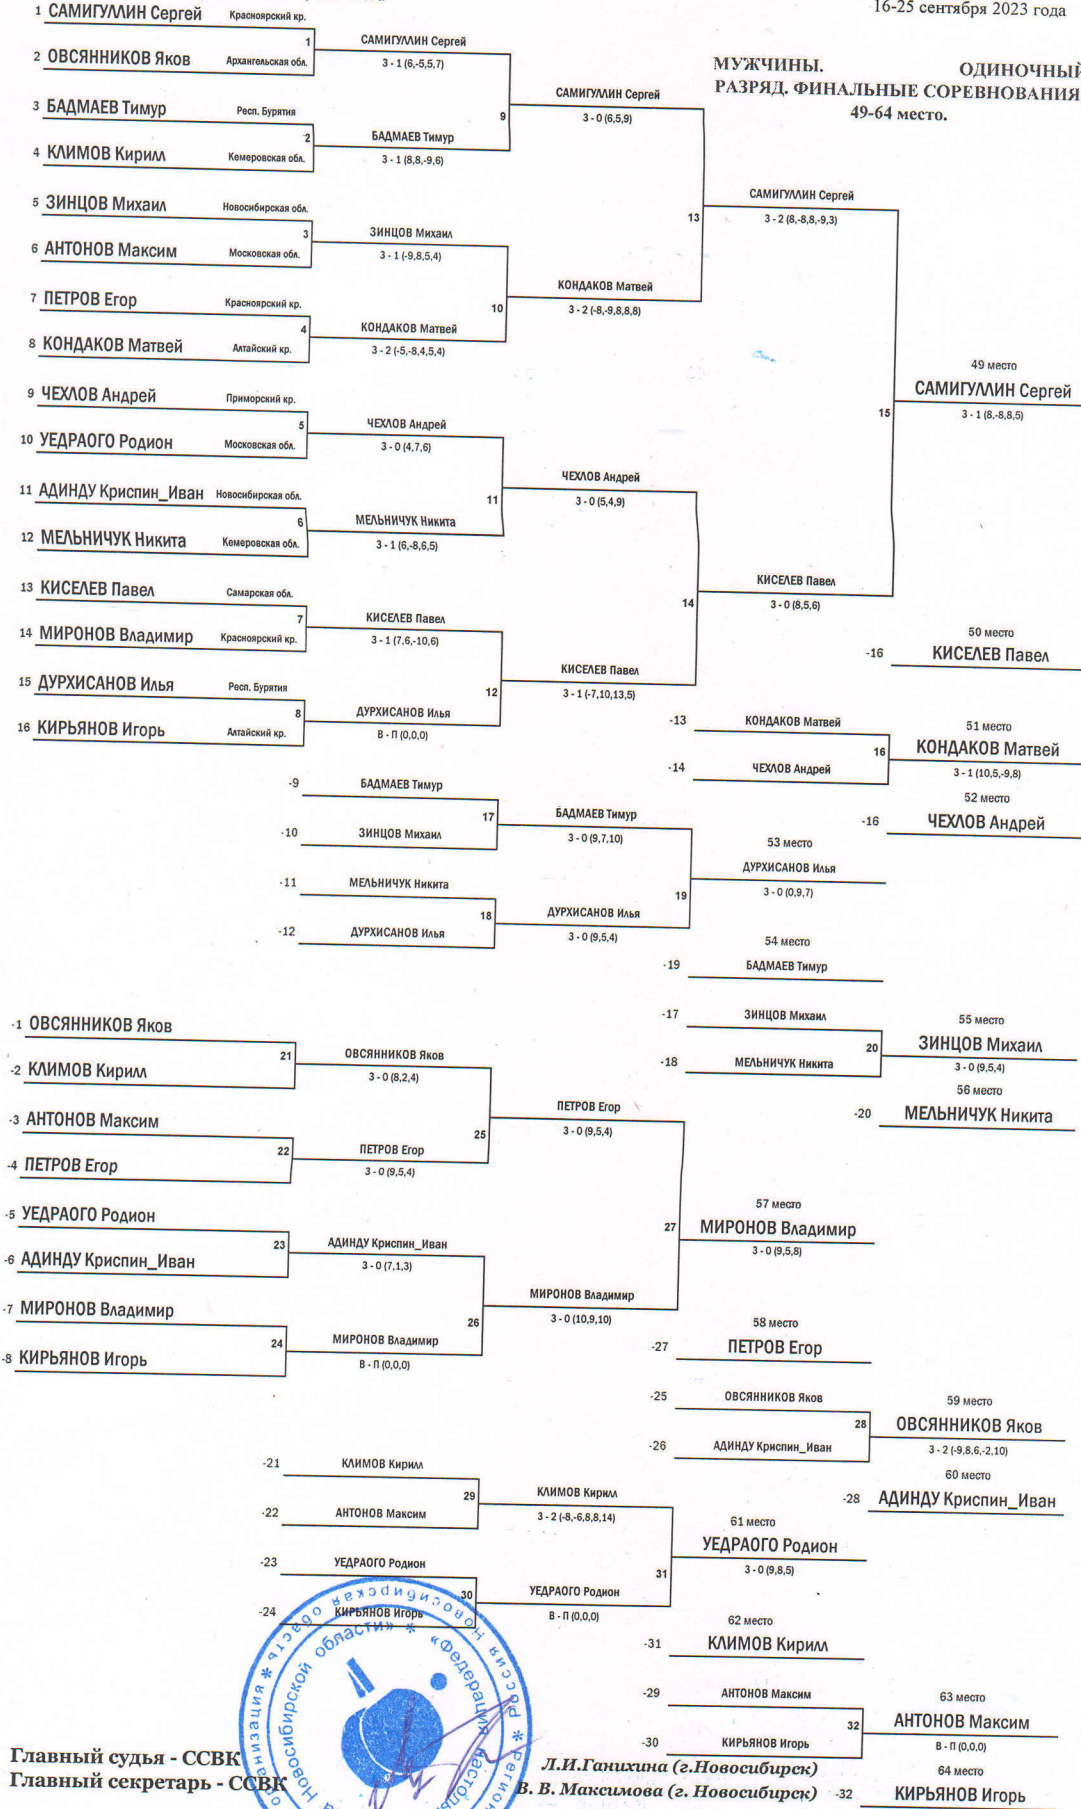 16-25 сентября 2023 года
МУЖЧИНЫ. ОДИНОЧНЫЙ
РАЗРЯД. ФИНАЛЬНЫЕ СОРЕВНОВАНИЯ
49-64 место.
1 САМИГУЛЛИН Сергей Красноярский кр.
1
САМИГУЛЛИН Сергей
3 - 1 (6,-5,5,7)
2 ОВСЯННИКОВ Яков Архангельская обл.
9
САМИГУЛЛИН Сергей
3 - 0 (6,5,9)
3 БАДМАЕВ Тимур Респ. Бурятия
2
БАДМАЕВ Тимур
3 - 1 (8,8,-9,6)
4 КЛИМОВ Кирилл Кемеровская обл.
13
САМИГУЛЛИН Сергей
3 - 2 (8,-8,8,-9,3)
5 ЗИНЦОВ Михаил Новосибирская обл.
3
ЗИНЦОВ Михаил
3 - 1 (-9,8,5,4)
6 АНТОНОВ Максим Московская обл.
10
КОНДАКОВ Матвей
3 - 2 (-8,-9,8,8,8)
7 ПЕТРОВ Егор Красноярский кр.
4
КОНДАКОВ Матвей
3 - 2 (-5,-8,4,5,4)
8 КОНДАКОВ Матвей Алтайский кр.
15
49 место
САМИГУЛЛИН Сергей
3 - 1 (8,-8,8,5)
9 ЧЕХЛОВ Андрей Приморский кр.
5
ЧЕХЛОВ Андрей
3 - 0 (4,7,6)
10 УЕДРАОГО Родион Московская обл.
11
ЧЕХЛОВ Андрей
3 - 0 (5,4,9)
11 АДИНДУ Криспин_Иван Новосибирская обл.
6
МЕЛЬНИЧУК Никита
3 - 1 (6,-8,6,5)
12 МЕЛЬНИЧУК Никита Кемеровская обл.
14
КИСЕЛЕВ Павел
3 - 0 (8,5,6)
13 КИСЕЛЕВ Павел Самарская обл.
7
КИСЕЛЕВ Павел
3 - 1 (7,6,-10,6)
14 МИРОНОВ Владимир Красноярский кр.
12
КИСЕЛЕВ Павел
3 - 1 (-7,10,13,5)
15 ДУРХИСАНОВ Илья Респ. Бурятия
8
ДУРХИСАНОВ Илья
В - П (0,0,0)
16 КИРЬЯНОВ Игорь Алтайский кр.
50 место
-16 КИСЕЛЕВ Павел
-13 КОНДАКОВ Матвей
16
51 место
КОНДАКОВ Матвей
3 - 1 (10,5,-9,8)
-14 ЧЕХЛОВ Андрей
52 место
-16 ЧЕХЛОВ Андрей
-9 БАДМАЕВ Тимур
17
БАДМАЕВ Тимур
3 - 0 (9,7,10)
-10 ЗИНЦОВ Михаил
19
53 место
ДУРХИСАНОВ Илья
3 - 0 (0,9,7)
-11 МЕЛЬНИЧУК Никита
18
ДУРХИСАНОВ Илья
3 - 0 (9,5,4)
-12 ДУРХИСАНОВ Илья
54 место
-19 БАДМАЕВ Тимур
-17 ЗИНЦОВ Михаил
20
55 место
ЗИНЦОВ Михаил
3 - 0 (9,5,4)
-18 МЕЛЬНИЧУК Никита
56 место
-20 МЕЛЬНИЧУК Никита
-1 ОВСЯННИКОВ Яков
21
ОВСЯННИКОВ Яков
3 - 0 (8,2,4)
-2 КЛИМОВ Кирилл
25
ПЕТРОВ Егор
3 - 0 (9,5,4)
-3 АНТОНОВ Максим
22
ПЕТРОВ Егор
3 - 0 (9,5,4)
-4 ПЕТРОВ Егор
27
57 место
МИРОНОВ Владимир
3 - 0 (9,5,8)
-5 УЕДРАОГО Родион
23
АДИНДУ Криспин_Иван
3 - 0 (7,1,3)
-6 АДИНДУ Криспин_Иван
26
МИРОНОВ Владимир
3 - 0 (10,9,10)
-7 МИРОНОВ Владимир
24
МИРОНОВ Владимир
В - П (0,0,0)
-8 КИРЬЯНОВ Игорь
58 место
-27 ПЕТРОВ Егор
-25 ОВСЯННИКОВ Яков
28
59 место
ОВСЯННИКОВ Яков
3 - 2 (-9,8,6,-2,10)
-26 АДИНДУ Криспин_Иван
60 место
-28 АДИНДУ Криспин_Иван
-21 КЛИМОВ Кирилл
29
КЛИМОВ Кирилл
3 - 2 (-8,-6,8,8,14)
-22 АНТОНОВ Максим
31
61 место
УЕДРАОГО Родион
3 - 0 (9,8,5)
-23 УЕДРАОГО Родион
30
УЕДРАОГО Родион
В - П (0,0,0)
-24 КИРЬЯНОВ Игорь
62 место
-31 КЛИМОВ Кирилл
-29 АНТОНОВ Максим
32
63 место
АНТОНОВ Максим
В - П (0,0,0)
-30 КИРЬЯНОВ Игорь
64 место
-32 КИРЬЯНОВ Игорь
Россия Новосибирская область * организация *
«Федерация Новосибирской области» *
Главный судья - ССВК Л.И.Ганихина (г.Новосибирск)
Главный секретарь - ССВК В. В. Максимова (г. Новосибирск)